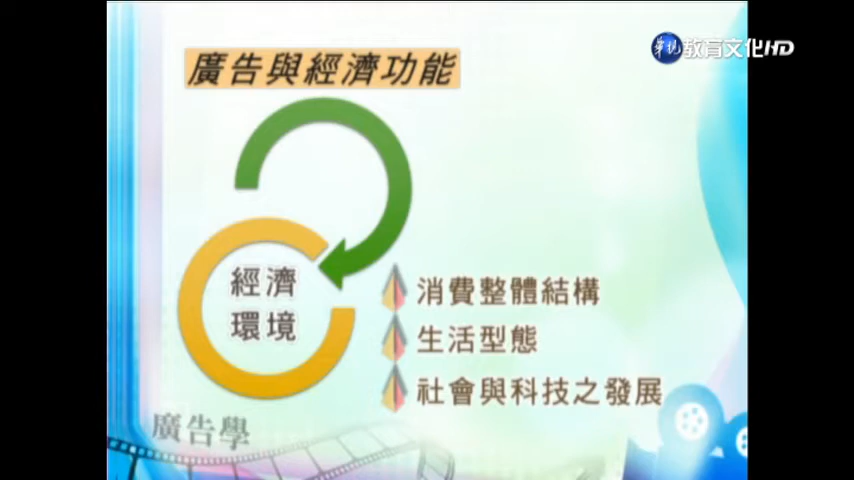 華視教育文化HD
廣告與經濟功能
經濟
環境
消費整體結構
生活型態
社會與科技之發展
廣告學